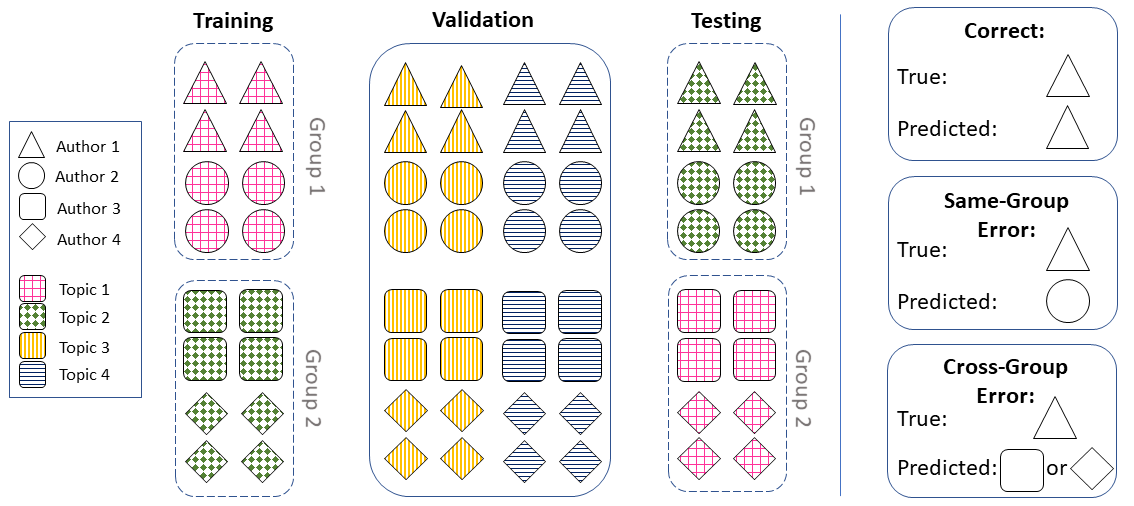 Training
Validation
Testing
Author 1
Author 2
Author 3
Author 4
Topic 1
Topic 2
Topic 3
Topic 4
Group 1
Group 2
Group 1
Group 2
Correct:
True:
Predicted:
Same-Group
Error:
True:
Predicted:
Cross-Group
Error:
True:
Predicted: or